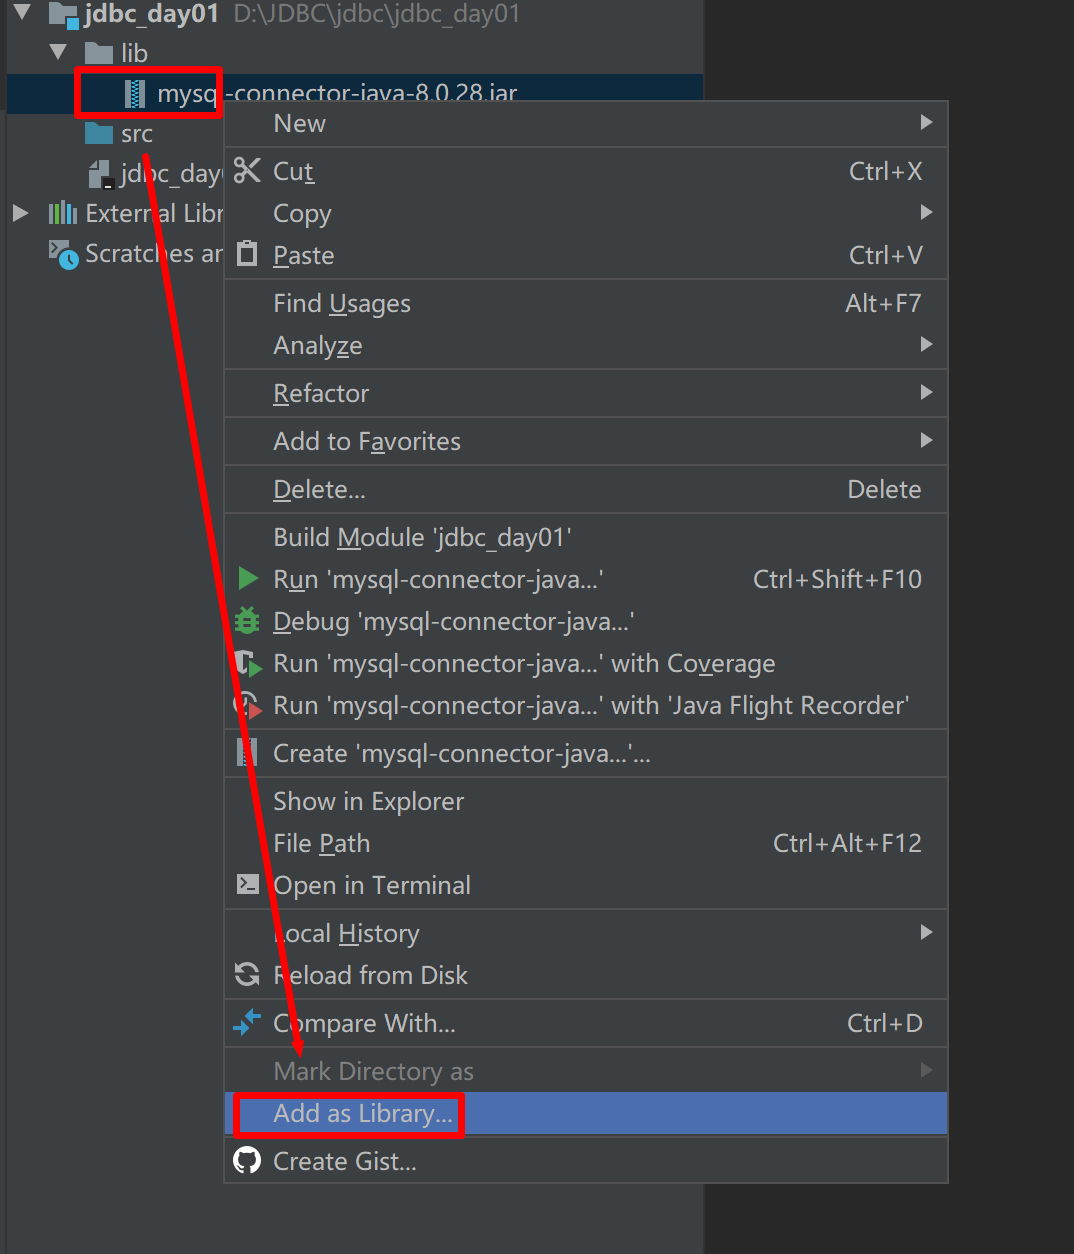 jdbc_day01 D:\JDBC\jdbc\jdbc_day01
lib
mysql-connector-java-8.0.28.jar
src
jdbc_day
External Libr
Scratches an
New
Cut Ctrl+X
Copy
Paste Ctrl+V
Find Usages Alt+F7
Analyze
Refactor
Add to Favorites
Delete... Delete
Build Module 'jdbc_day01'
Run 'mysql-connector-java...' Ctrl+Shift+F10
Debug 'mysql-connector-java...'
Run 'mysql-connector-java...' with Coverage
Run 'mysql-connector-java...' with 'Java Flight Recorder'
Create 'mysql-connector-java...'...
Show in Explorer
File Path Ctrl+Alt+F12
Open in Terminal
Local History
Reload from Disk
Compare With... Ctrl+D
Mark Directory as
Add as Library...
Create Gist...